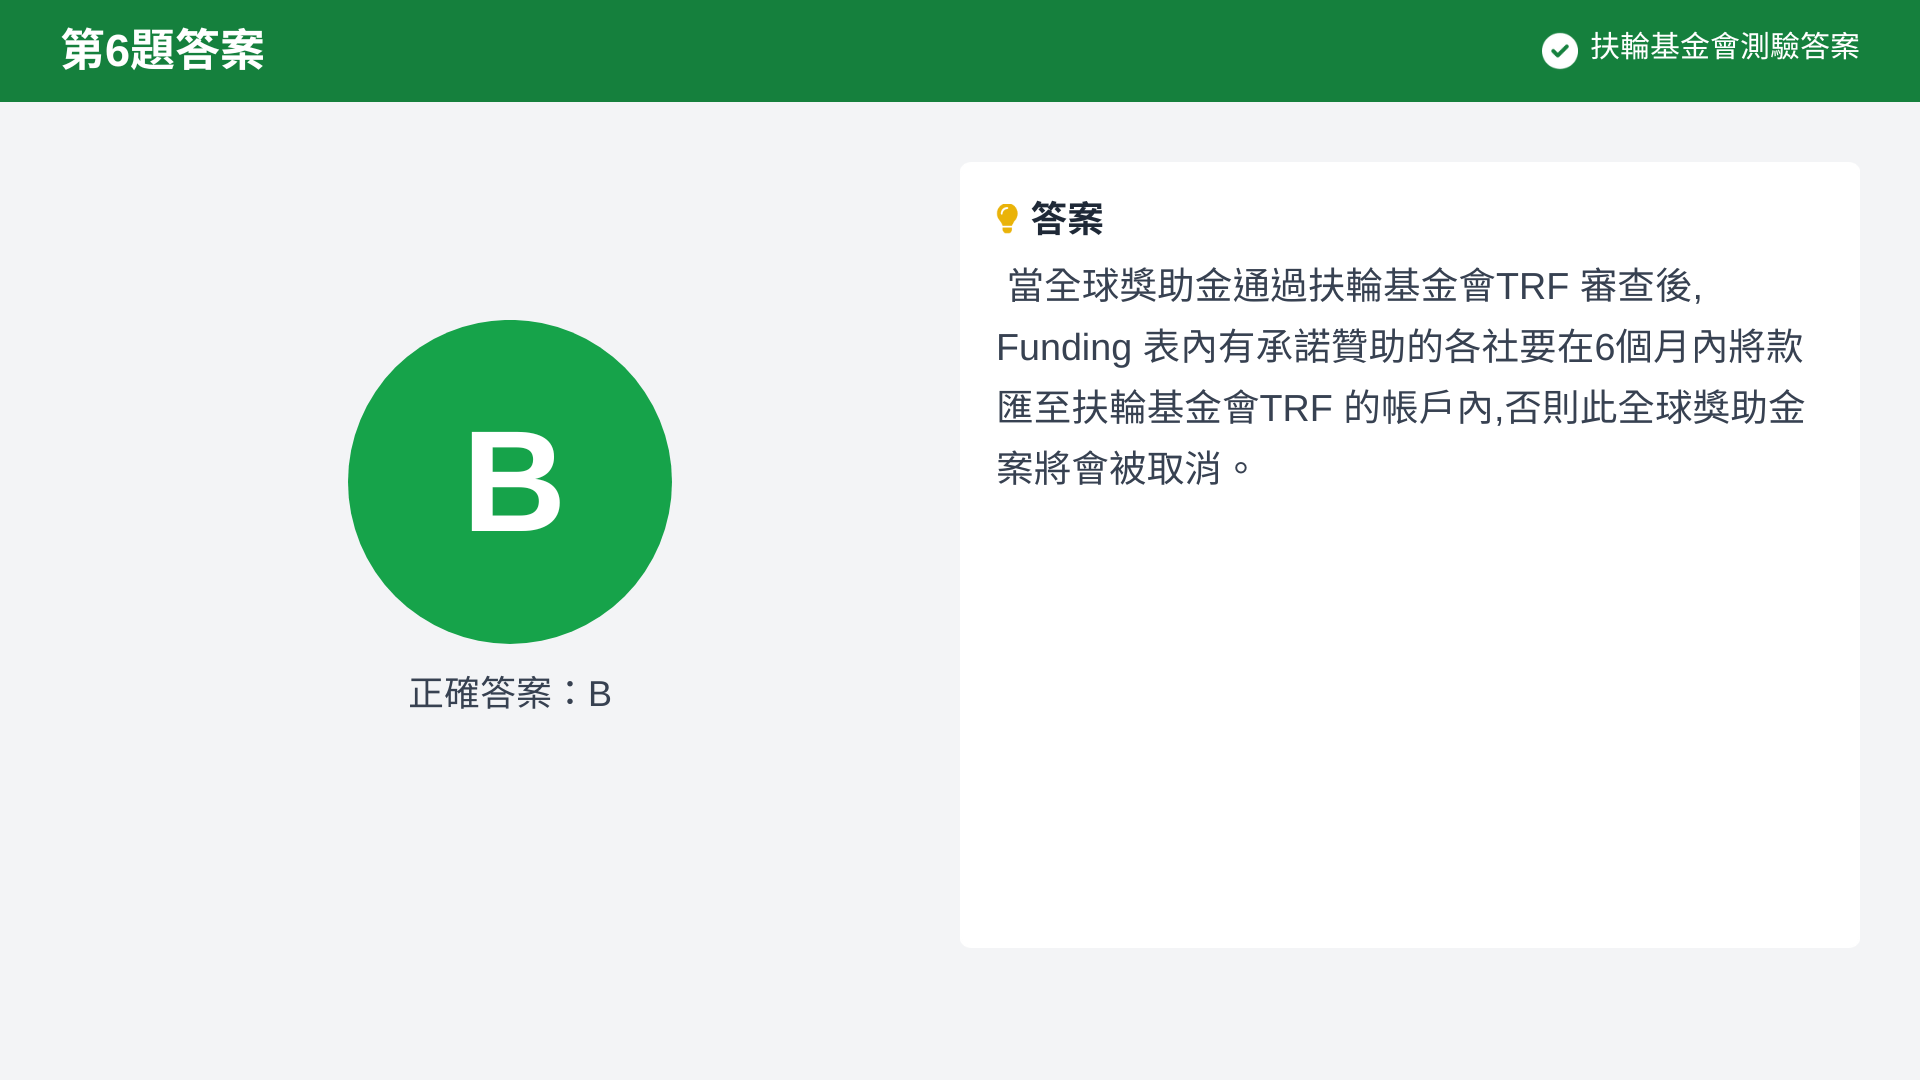 第6題答案
扶輪基金會測驗答案
B
正確答案：B
答案
當全球獎助金通過扶輪基金會TRF 審查後,
Funding 表內有承諾贊助的各社要在6個月內將款
匯至扶輪基金會TRF 的帳戶內,否則此全球獎助金
案將會被取消。